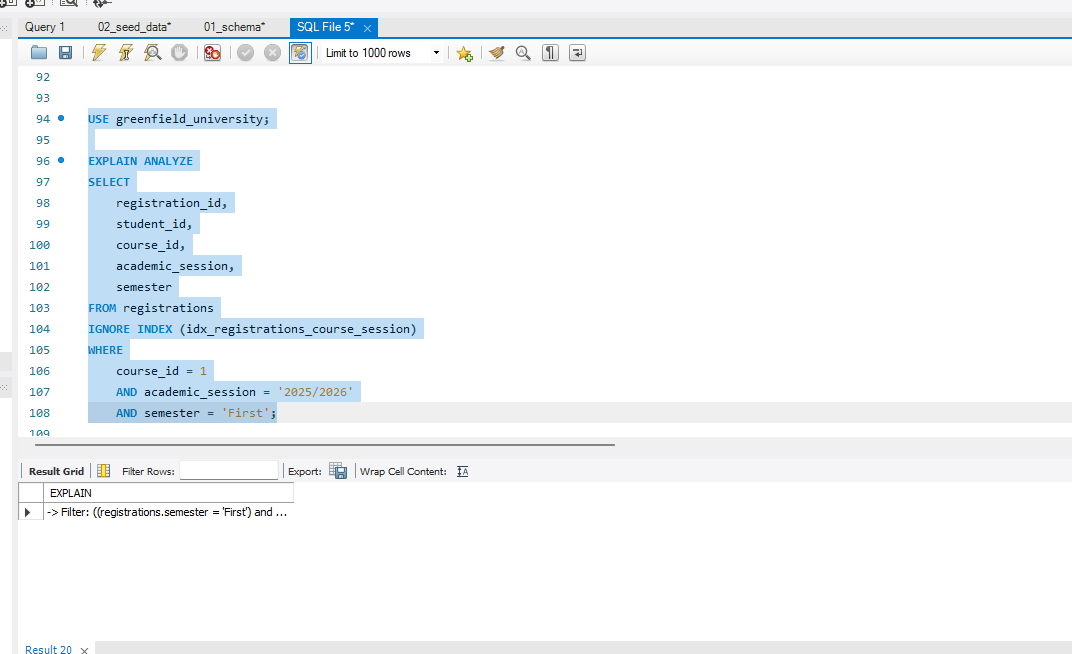 Query 1 02_seed_data* 01_schema* SQL File 5*
Limit to 1000 rows
92
93
94 USE greenfield_university;
95
96 EXPLAIN ANALYZE
97 SELECT
98 registration_id,
99 student_id,
100 course_id,
101 academic_session,
102 semester
103 FROM registrations
104 IGNORE INDEX (idx_registrations_course_session)
105 WHERE
106 course_id = 1
107 AND academic_session = '2025/2026'
108 AND semester = 'First';
109
Result Grid Filter Rows: Export: Wrap Cell Content: IA
EXPLAIN
-> Filter: ((registrations.semester = 'First') and ...
Result 20